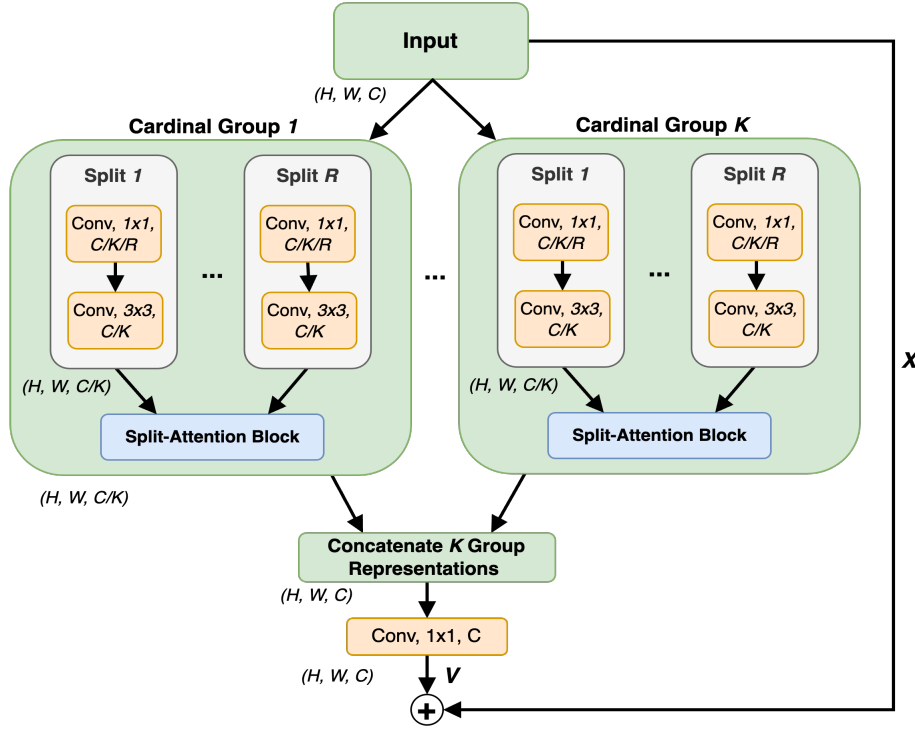 Input
(H, W, C)
Cardinal Group 1
Cardinal Group K
Split 1
Split R
Split 1
Split R
Conv, 1x1,
C/K/R
Conv, 1x1,
C/K/R
Conv, 1x1,
C/K/R
Conv, 1x1,
C/K/R
...
...
...
Conv, 3x3,
C/K
Conv, 3x3,
C/K
Conv, 3x3,
C/K
Conv, 3x3,
C/K
X
(H, W, C/K)
(H, W, C/K)
Split-Attention Block
Split-Attention Block
(H, W, C/K)
Concatenate K Group
Representations
(H, W, C)
Conv, 1x1, C
(H, W, C)
V
+